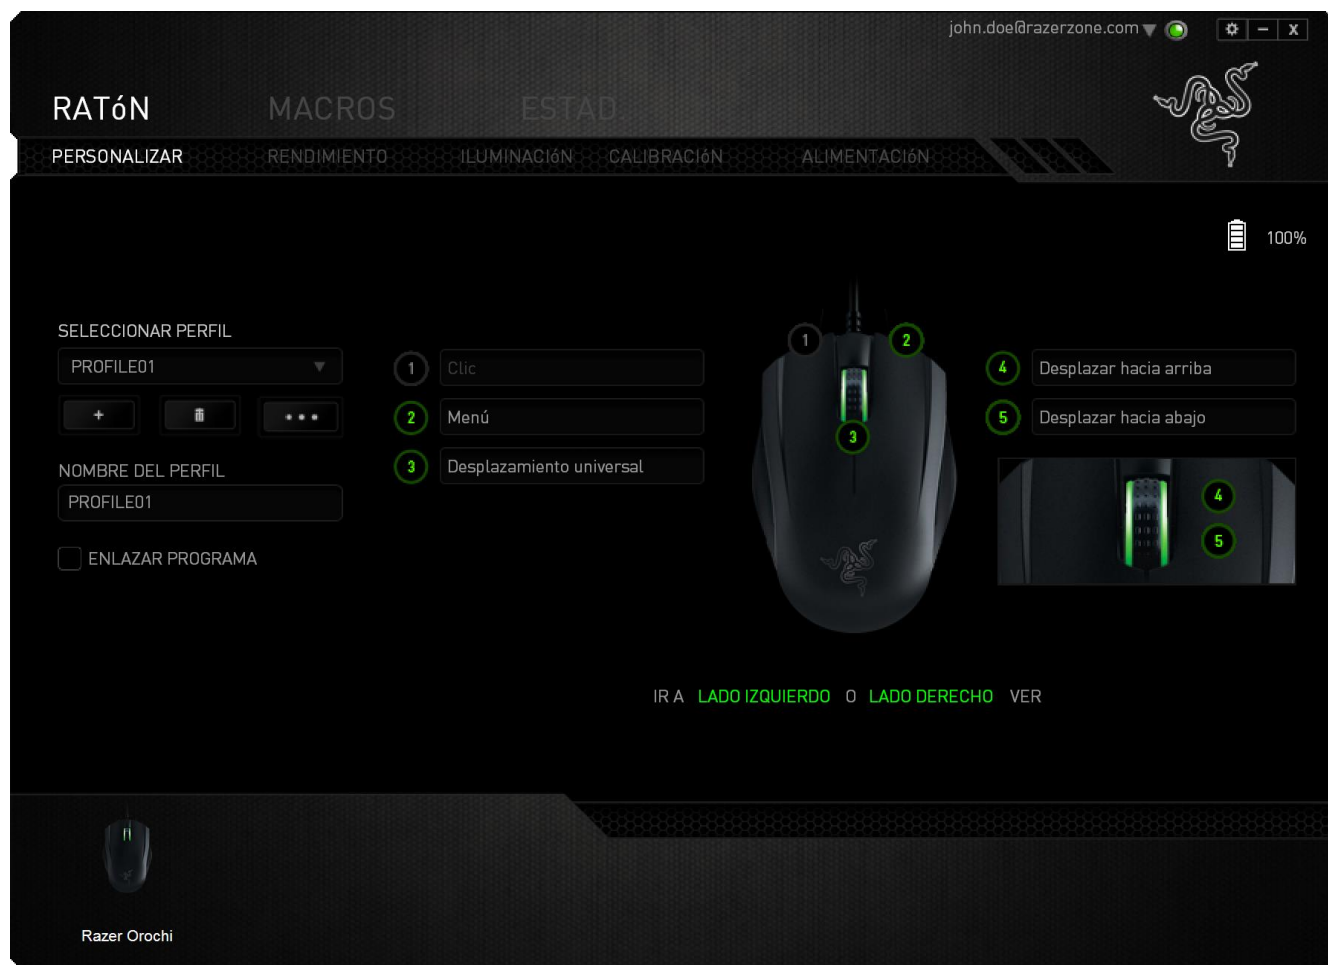 john.doe@razerzone.com
RATóN MACROS ESTAD
PERSONALIZAR RENDIMIENTO ILUMINACIóN CALIBRACIóN ALIMENTACIóN
100%
SELECCIONAR PERFIL
PROFILE01
NOMBRE DEL PERFIL
PROFILE01
ENLAZAR PROGRAMA
1 Clic
2 Menú
3 Desplazamiento universal
1 2
3
4 Desplazar hacia arriba
5 Desplazar hacia abajo
4
5
IR A LADO IZQUIERDO O LADO DERECHO VER
Razer Orochi